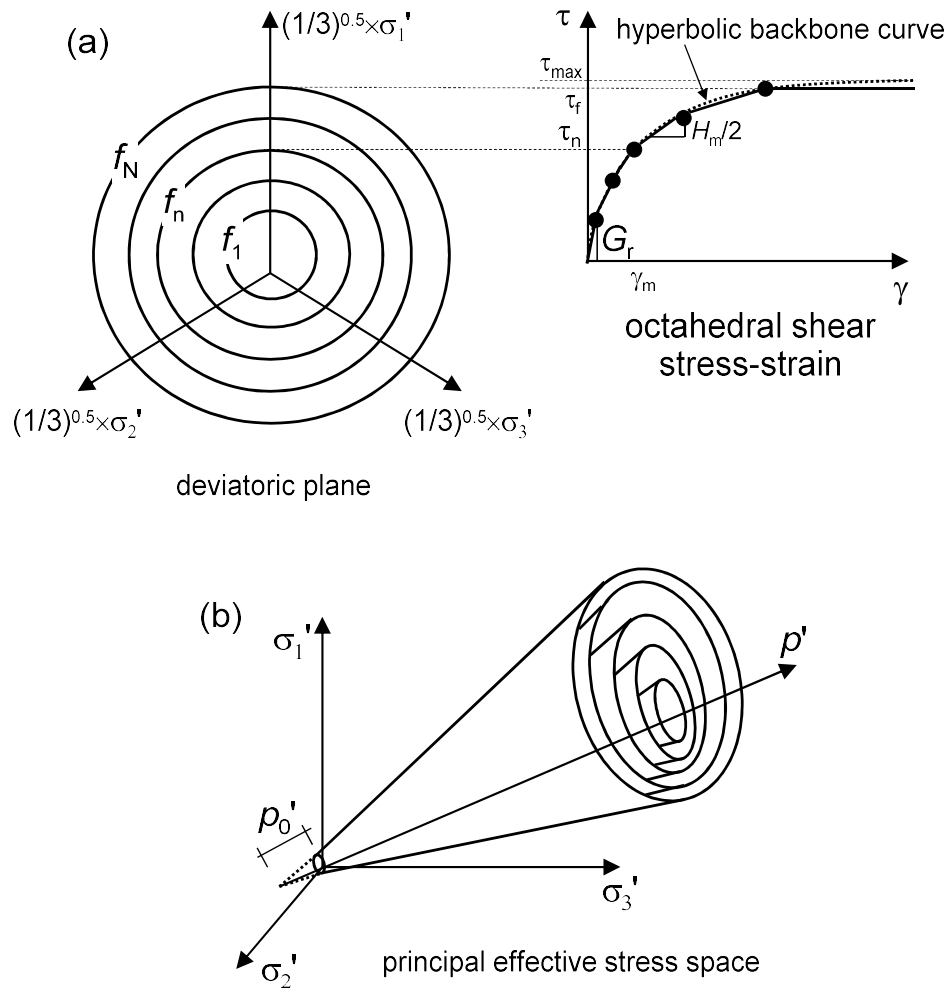 (a)
(1/3)^0.5×σ1'
fN
fn
f1
(1/3)^0.5×σ2'
(1/3)^0.5×σ3'
deviatoric plane
τ
hyperbolic backbone curve
τmax
τf
τn
Hm/2
Gr
γm
γ
octahedral shear
stress-strain
(b)
σ1'
p'
p0'
σ3'
σ2'
principal effective stress space